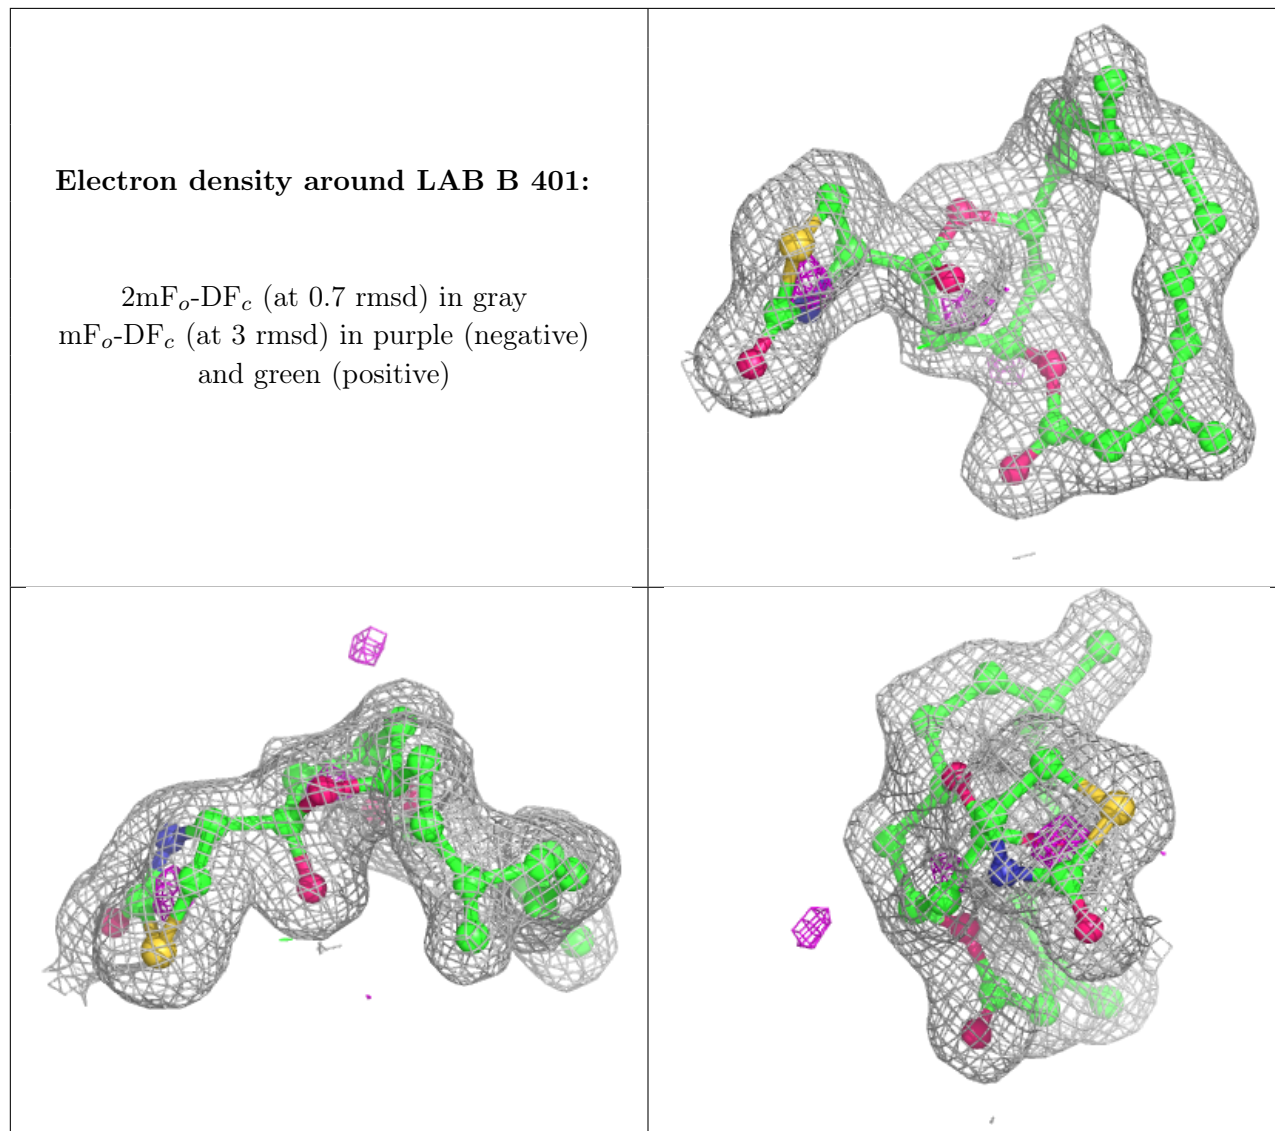 Electron density around LAB B 401:
2mFₒ-DF𝒸 (at 0.7 rmsd) in gray
mFₒ-DF𝒸 (at 3 rmsd) in purple (negative)
and green (positive)